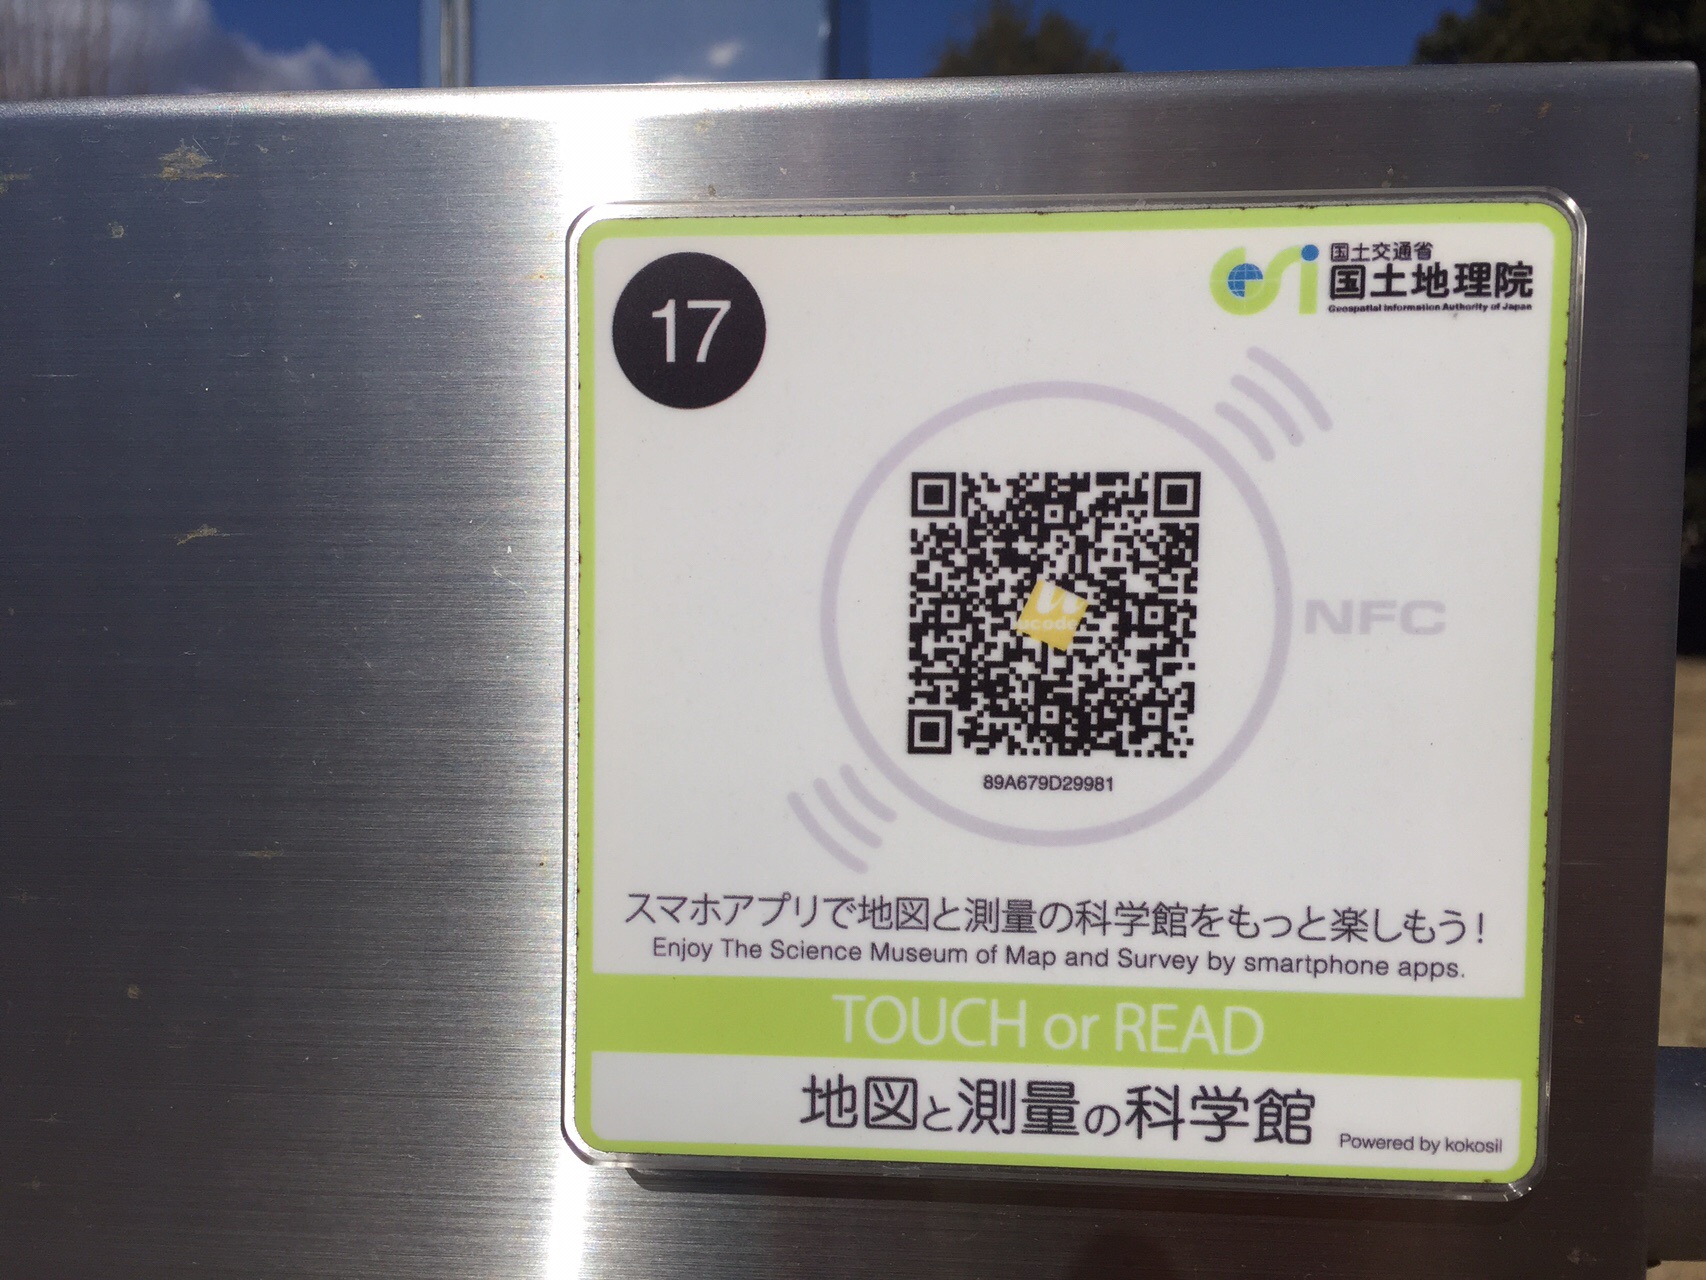 17
国土交通省
国土地理院
Geospatial Information Authority of Japan
ucode
NFC
89A679D29981
スマホアプリで地図と測量の科学館をもっと楽しもう!
Enjoy The Science Museum of Map and Survey by smartphone apps.
TOUCH or READ
地図と測量の科学館
Powered by kokosil